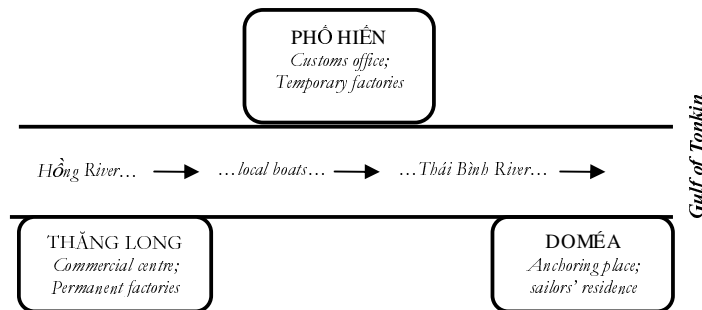 PHỐ HIẾN
Customs office;
Temporary factories
Gulf of Tonkin
Hồng River…
…local boats…
…Thái Bình River…
THĂNG LONG
Commercial centre;
Permanent factories
DOMÉA
Anchoring place;
sailors' residence